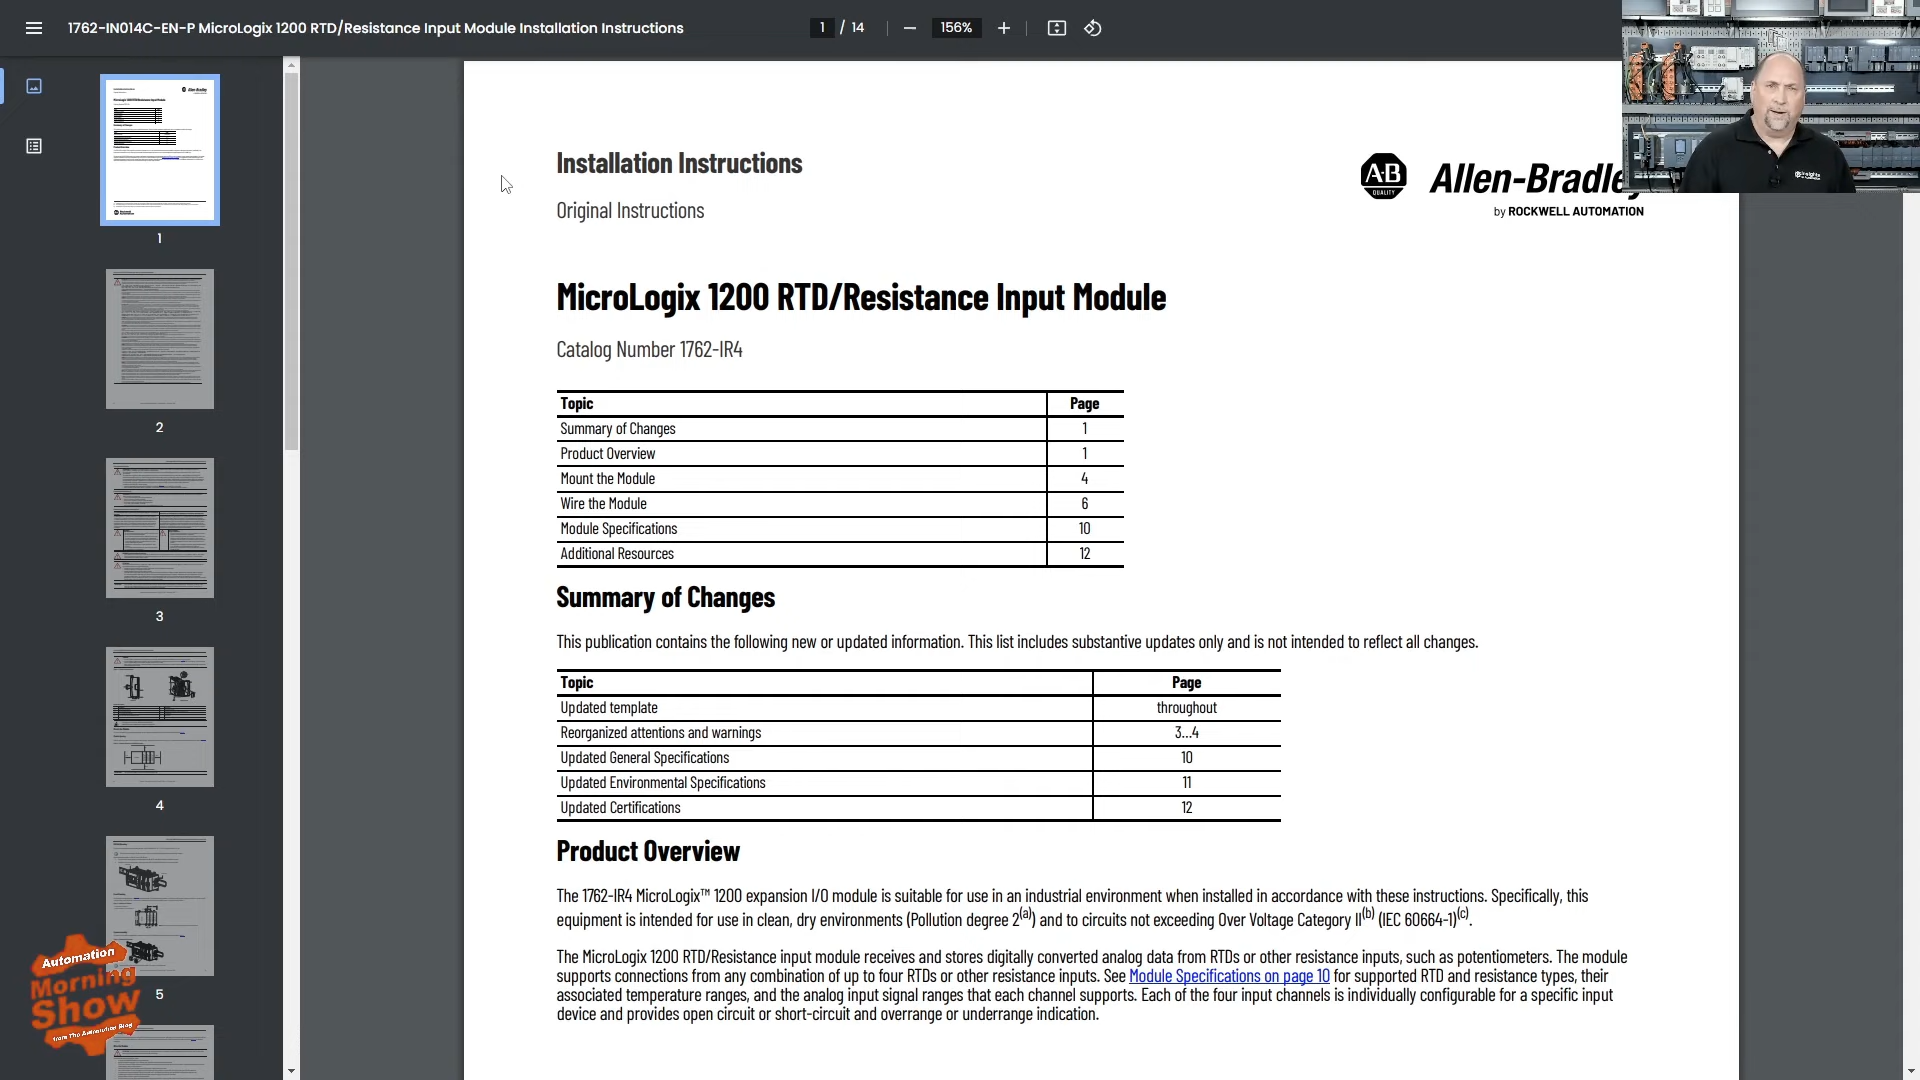 1762-IN014C-EN-P MicroLogix 1200 RTD/Resistance Input Module Installation Instructions
1 / 14
156%
Installation Instructions
Original Instructions
A-B
QUALITY
Allen-Bradley
by ROCKWELL AUTOMATION
MicroLogix 1200 RTD/Resistance Input Module
Catalog Number 1762-IR4
Topic Page
Summary of Changes 1
Product Overview 1
Mount the Module 4
Wire the Module 6
Module Specifications 10
Additional Resources 12
Summary of Changes
This publication contains the following new or updated information. This list includes substantive updates only and is not intended to reflect all changes.
Topic Page
Updated template throughout
Reorganized attentions and warnings 3...4
Updated General Specifications 10
Updated Environmental Specifications 11
Updated Certifications 12
Product Overview
The 1762-IR4 MicroLogix™ 1200 expansion I/O module is suitable for use in an industrial environment when installed in accordance with these instructions. Specifically, this
equipment is intended for use in clean, dry environments (Pollution degree 2(a)) and to circuits not exceeding Over Voltage Category II(b) (IEC 60664-1)(c).
The MicroLogix 1200 RTD/Resistance input module receives and stores digitally converted analog data from RTDs or other resistance inputs, such as potentiometers. The module
supports connections from any combination of up to four RTDs or other resistance inputs. See Module Specifications on page 10 for supported RTD and resistance types, their
associated temperature ranges, and the analog input signal ranges that each channel supports. Each of the four input channels is individually configurable for a specific input
device and provides open circuit or short-circuit and overrange or underrange indication.
1
2
3
4
5
Automation
Morning
Show
from The Automation Blog